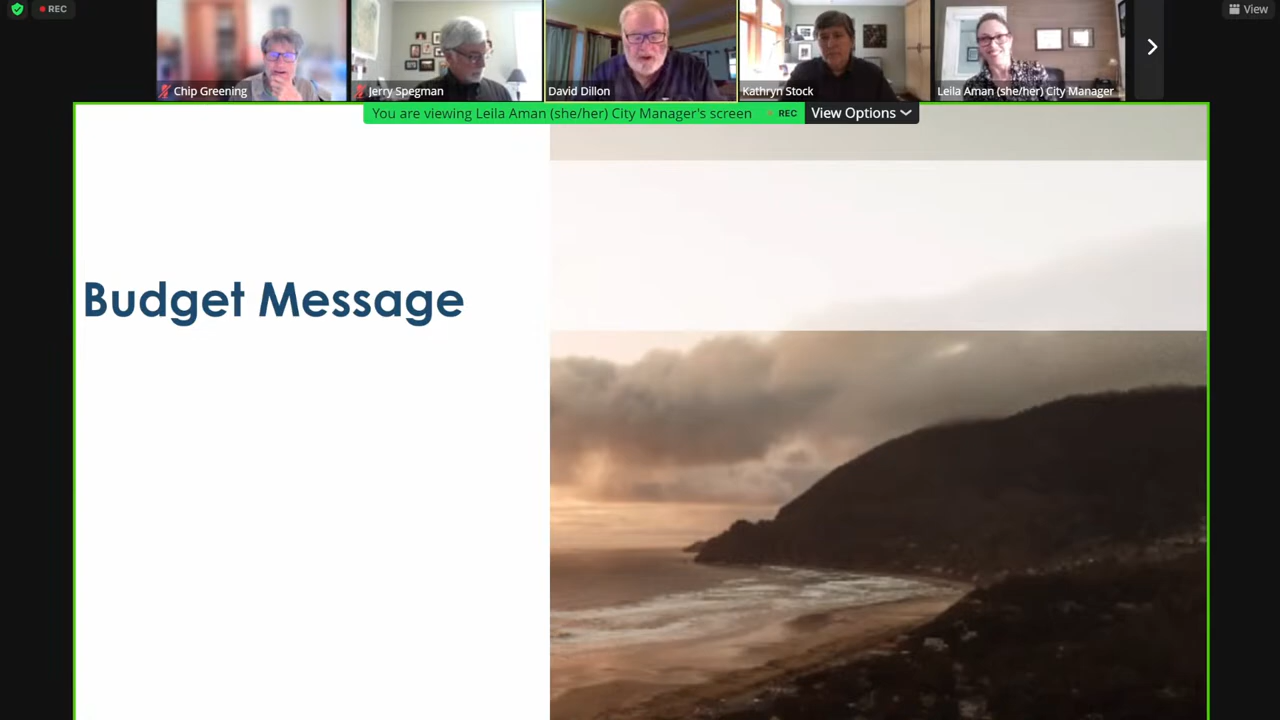 REC
View
Chip Greening
Jerry Spegman
David Dillon
Kathryn Stock
Leila Aman (she/her) City Manager
You are viewing Leila Aman (she/her) City Manager's screen
REC
View Options
Budget Message